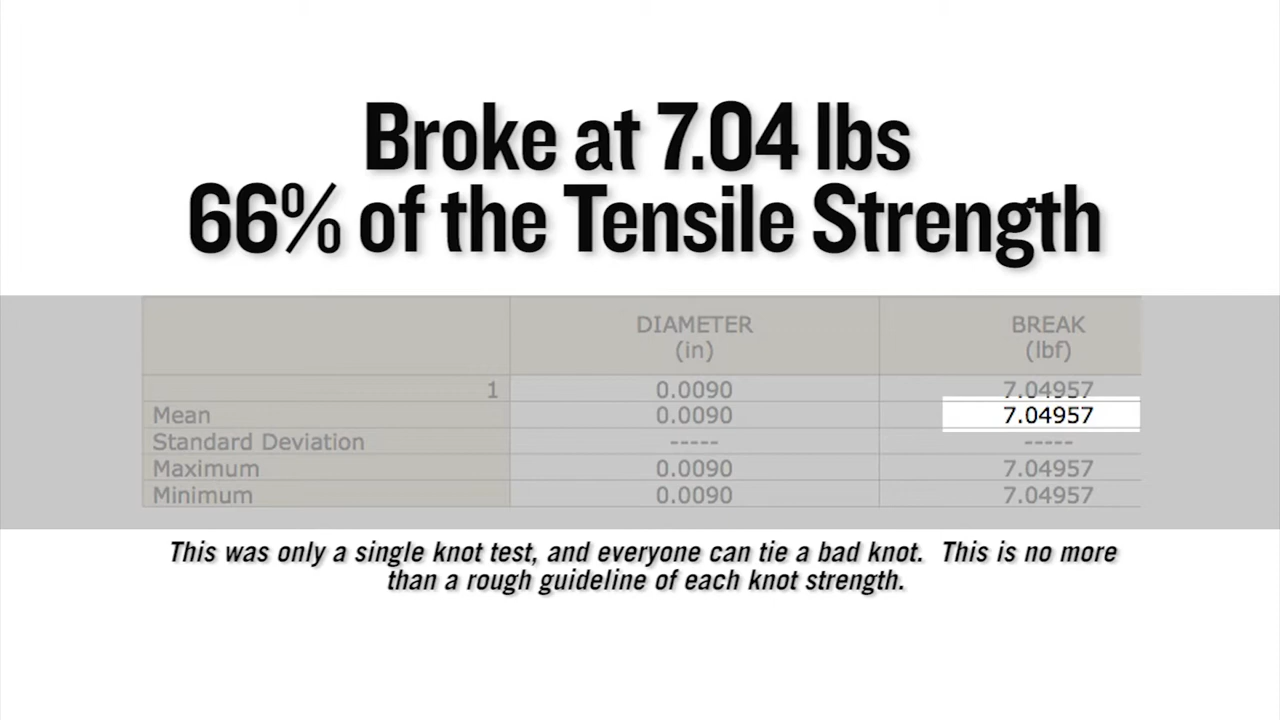 Broke at 7.04 lbs
66% of the Tensile Strength
DIAMETER BREAK
(in) (lbf)
1 0.0090 7.04957
Mean 0.0090 7.04957
Standard Deviation ----- -----
Maximum 0.0090 7.04957
Minimum 0.0090 7.04957
This was only a single knot test, and everyone can tie a bad knot. This is no more
than a rough guideline of each knot strength.